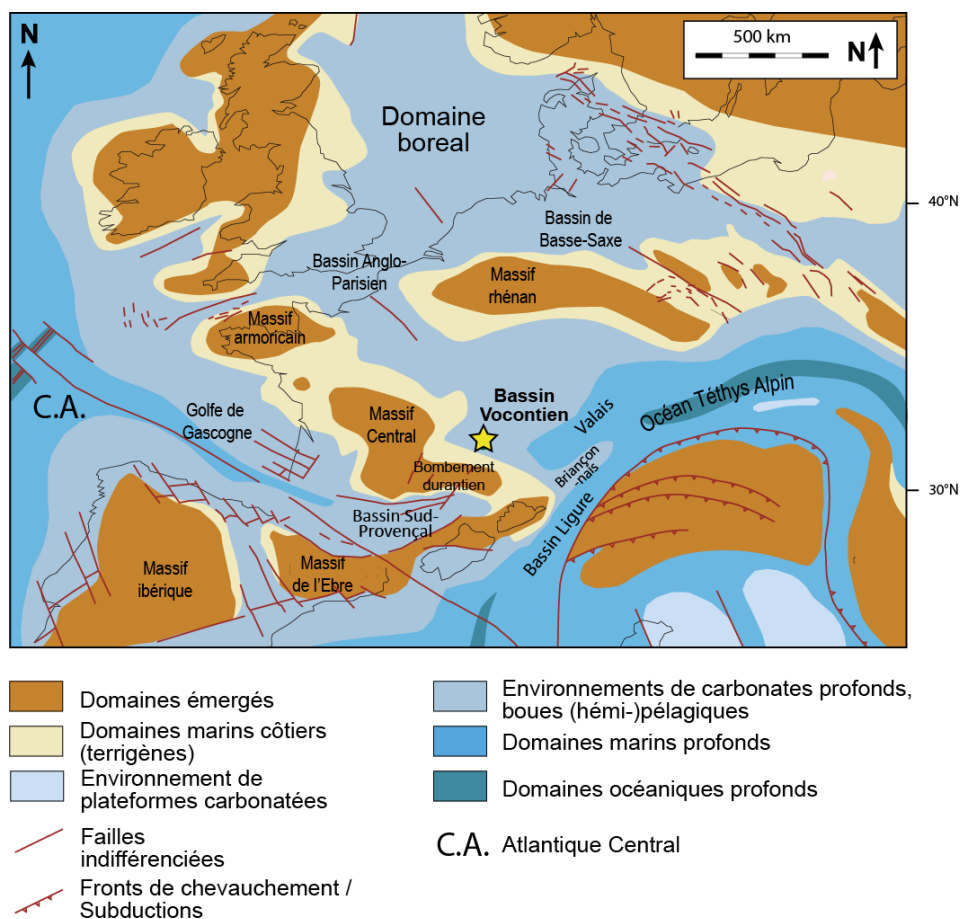 N
500 km
N
Domaine
boreal
40°N
Bassin de
Basse-Saxe
Bassin Anglo-
Parisien
Massif
rhénan
Massif
armoricain
C.A.
Golfe de
Gascogne
Massif
Central
Bassin
Vocontien
Valais
Océan Téthys Alpin
Briançon
-nais
Bombement
durantien
30°N
Bassin Sud-
Provençal
Bassin Ligure
Massif
ibérique
Massif
de l'Ebre
Domaines émergés
Domaines marins côtiers
(terrigènes)
Environnement de
plateformes carbonatées
Failles
indifférenciées
Fronts de chevauchement /
Subductions
Environnements de carbonates profonds,
boues (hémi-)pélagiques
Domaines marins profonds
Domaines océaniques profonds
C.A. Atlantique Central